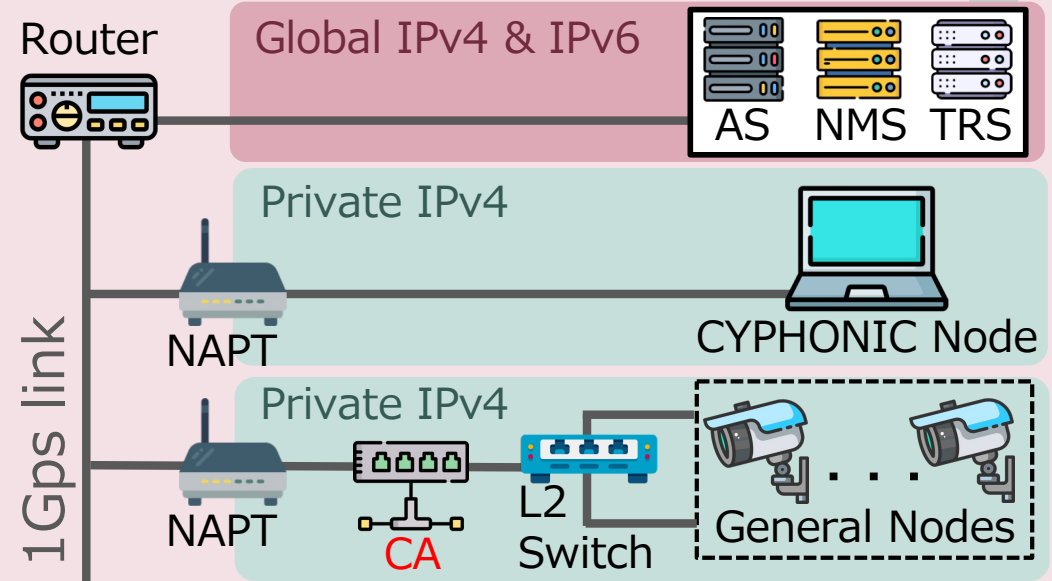 Router
Global IPv4 & IPv6
AS
NMS
TRS
Private IPv4
NAPT
CYPHONIC Node
1Gps link
Private IPv4
NAPT
CA
L2
Switch
. . .
General Nodes